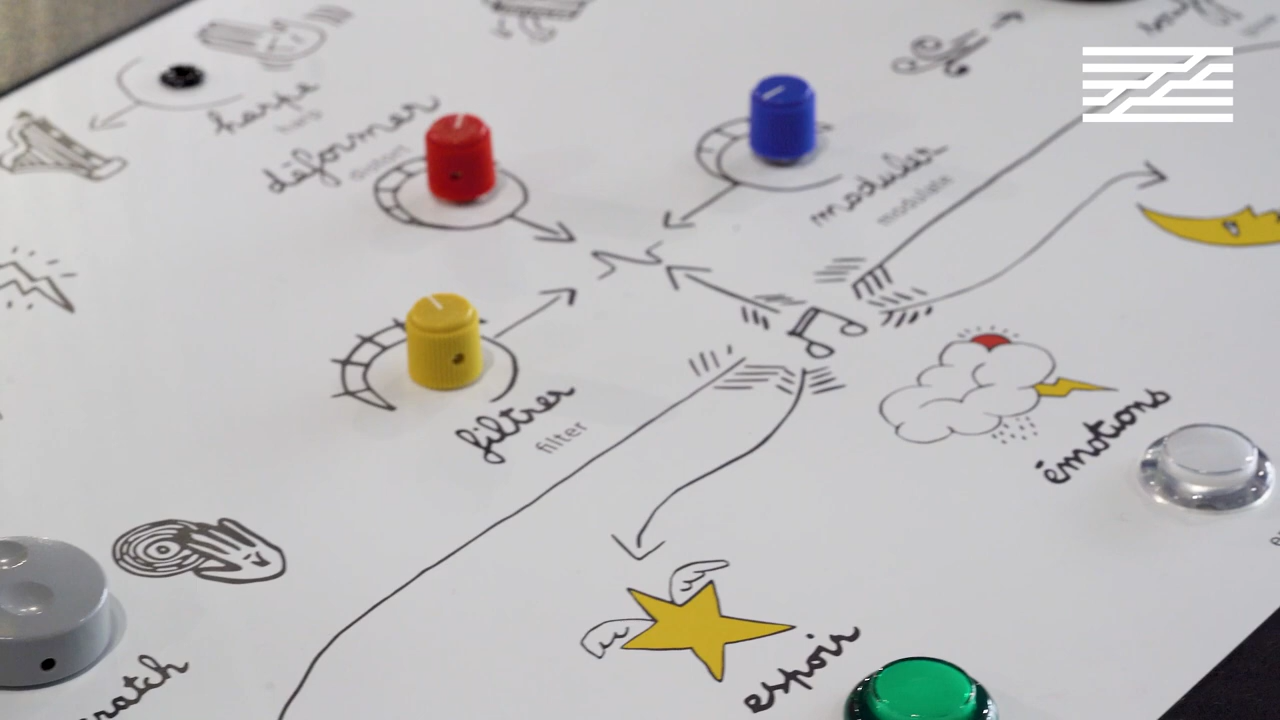 harpe
harp
déformer
distort
moduler
modulate
filtrer
filter
émotions
ratch
espoir